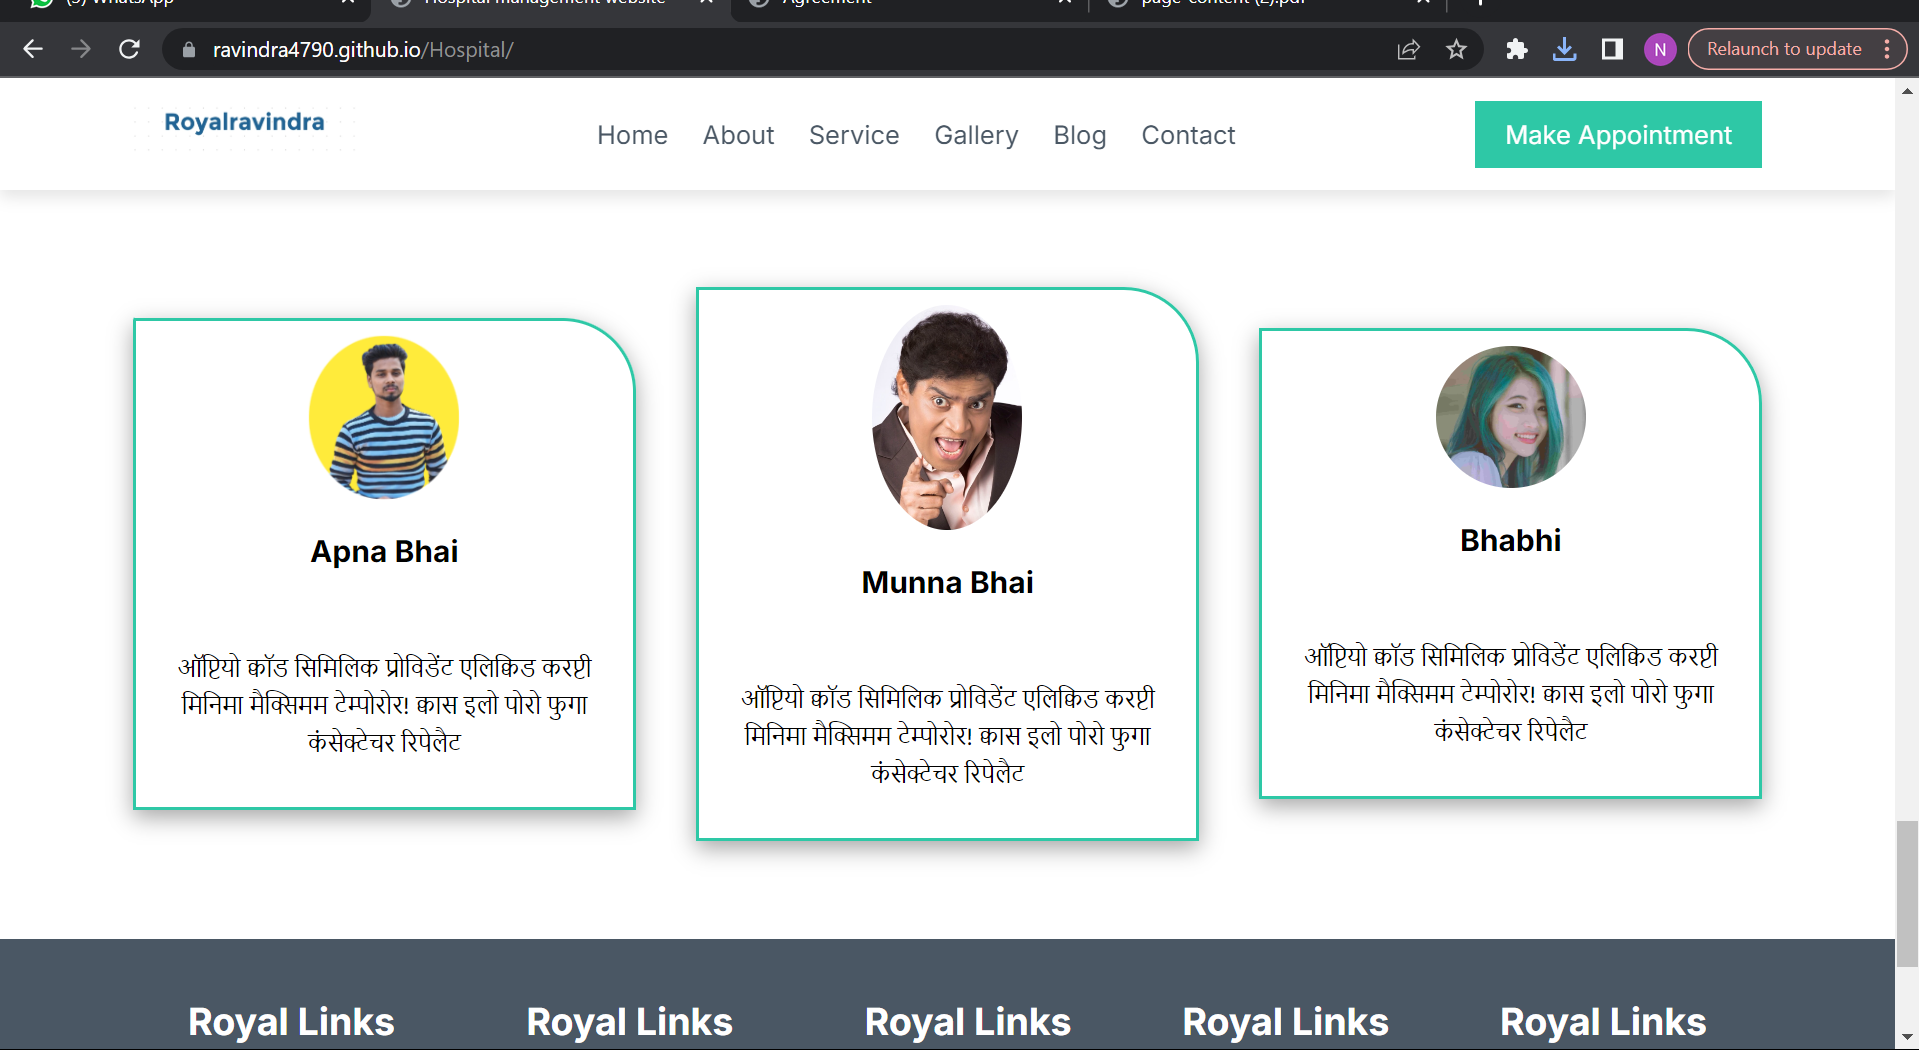 (5) WhatsApp
Hospital management website
Agreement
page-content (2).pdf
ravindra4790.github.io/Hospital/
N
Relaunch to update
Royalravindra
Home
About
Service
Gallery
Blog
Contact
Make Appointment
Apna Bhai
ऑप्टियो क्वॉड सिमिलिक प्रोविडेंट एलिक्विड करप्टी
मिनिमा मैक्सिमम टेम्पोरोर! क्वास इलो पोरो फुगा
कंसेक्टेचर रिपेलैट
Munna Bhai
ऑप्टियो क्वॉड सिमिलिक प्रोविडेंट एलिक्विड करप्टी
मिनिमा मैक्सिमम टेम्पोरोर! क्वास इलो पोरो फुगा
कंसेक्टेचर रिपेलैट
Bhabhi
ऑप्टियो क्वॉड सिमिलिक प्रोविडेंट एलिक्विड करप्टी
मिनिमा मैक्सिमम टेम्पोरोर! क्वास इलो पोरो फुगा
कंसेक्टेचर रिपेलैट
Royal Links
Royal Links
Royal Links
Royal Links
Royal Links